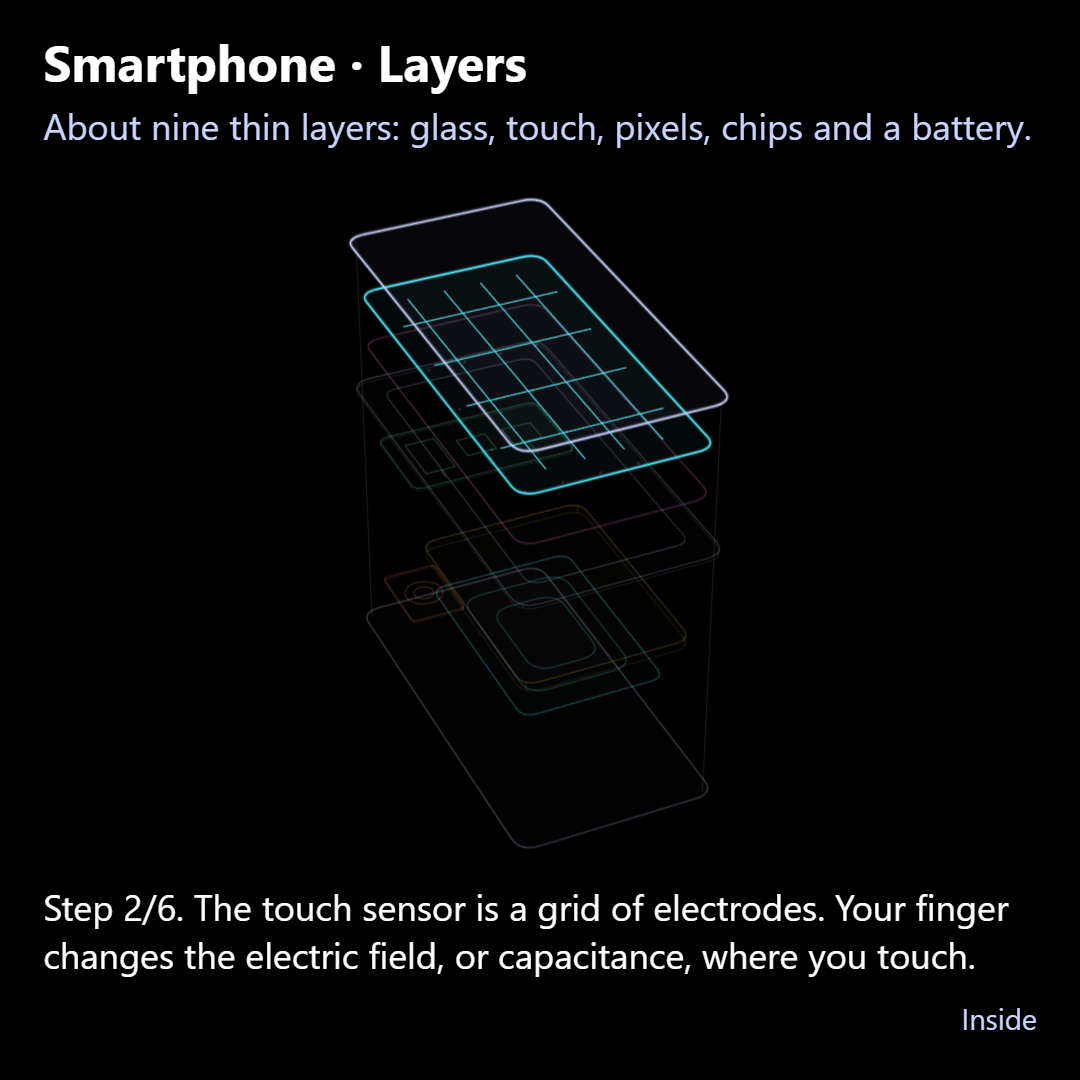 Smartphone · Layers
About nine thin layers: glass, touch, pixels, chips and a battery.
Step 2/6. The touch sensor is a grid of electrodes. Your finger
changes the electric field, or capacitance, where you touch.
Inside